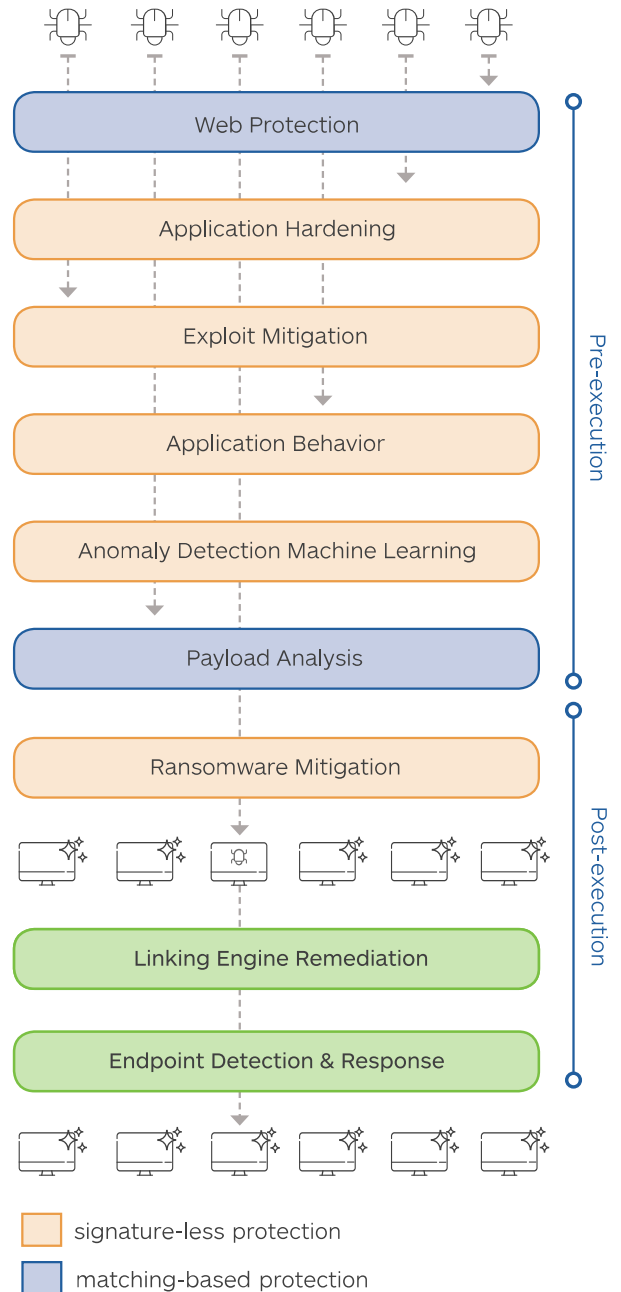 Web Protection
Application Hardening
Exploit Mitigation
Application Behavior
Anomaly Detection Machine Learning
Payload Analysis
Pre-execution
Ransomware Mitigation
Linking Engine Remediation
Endpoint Detection & Response
Post-execution
signature-less protection
matching-based protection